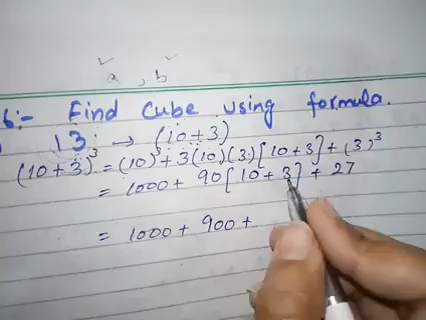 a, b
6:- Find Cube using formula.
13 → (10+3)
(10+3)³ = (10)³+3(10)(3)[10+3]+(3)³
= 1000+ 90[10+3]+27
= 1000+ 900+